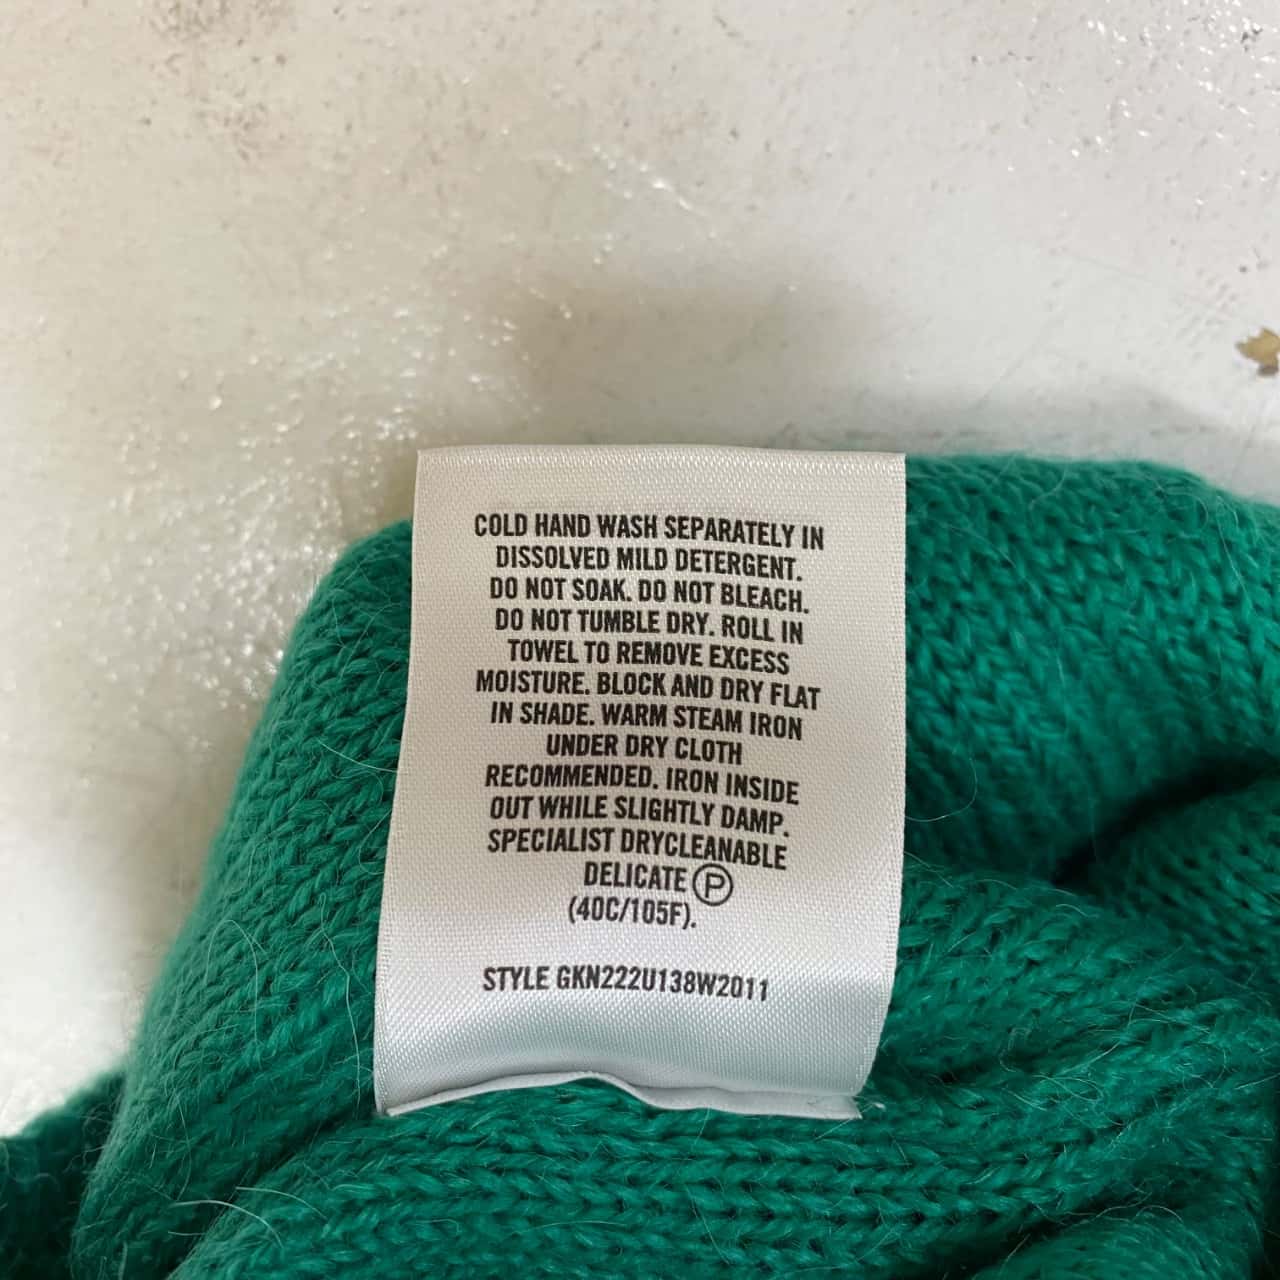 COLD HAND WASH SEPARATELY IN
DISSOLVED MILD DETERGENT.
DO NOT SOAK. DO NOT BLEACH.
DO NOT TUMBLE DRY. ROLL IN
TOWEL TO REMOVE EXCESS
MOISTURE. BLOCK AND DRY FLAT
IN SHADE. WARM STEAM IRON
UNDER DRY CLOTH
RECOMMENDED. IRON INSIDE
OUT WHILE SLIGHTLY DAMP.
SPECIALIST DRYCLEANABLE
DELICATE Ⓟ
(40C/105F).
STYLE GKN222U138W2011